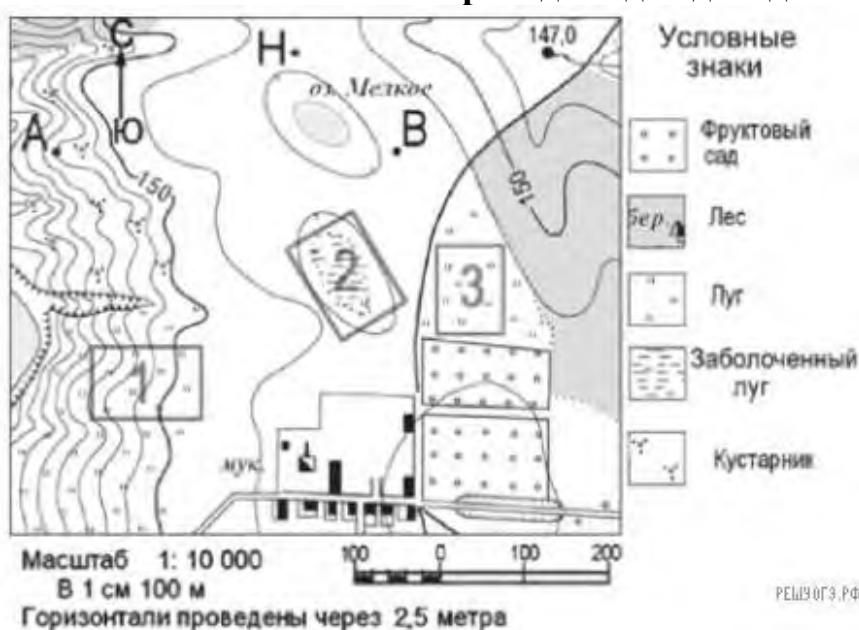 С
Н
147,0
Условные
знаки
оз. Мелкое
А
Ю
В
Фруктовый
сад
150
150
бер.
Лес
2
3
Луг
1
Заболоченный
луг
мук.
Кустарник
Масштаб 1: 10 000
В 1 см 100 м
100 0 100 200
Горизонтали проведены через 2,5 метра
РЕШУОГЭ.РФ